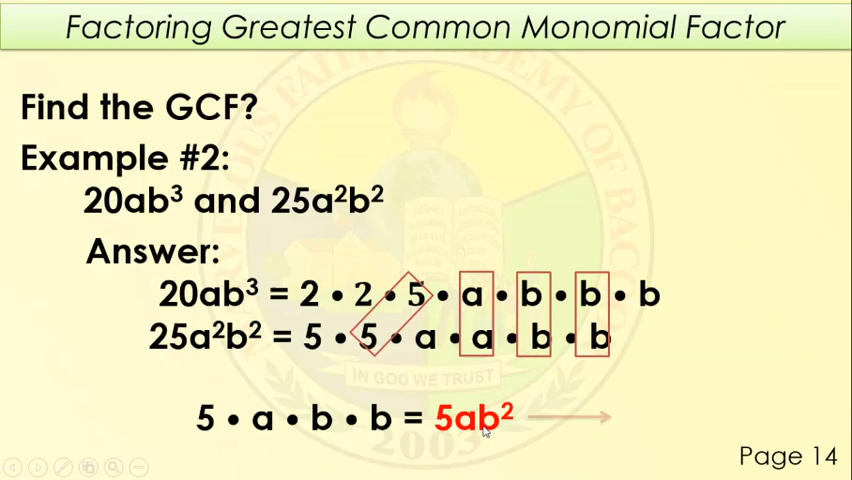 Factoring Greatest Common Monomial Factor
Find the GCF?
Example #2:
20ab³ and 25a²b²
Answer:
20ab³ = 2 • 2 • 5 • a • b • b • b
25a²b² = 5 • 5 • a • a • b • b
IN GOD WE TRUST
5 • a • b • b = 5ab²
2003
Page 14